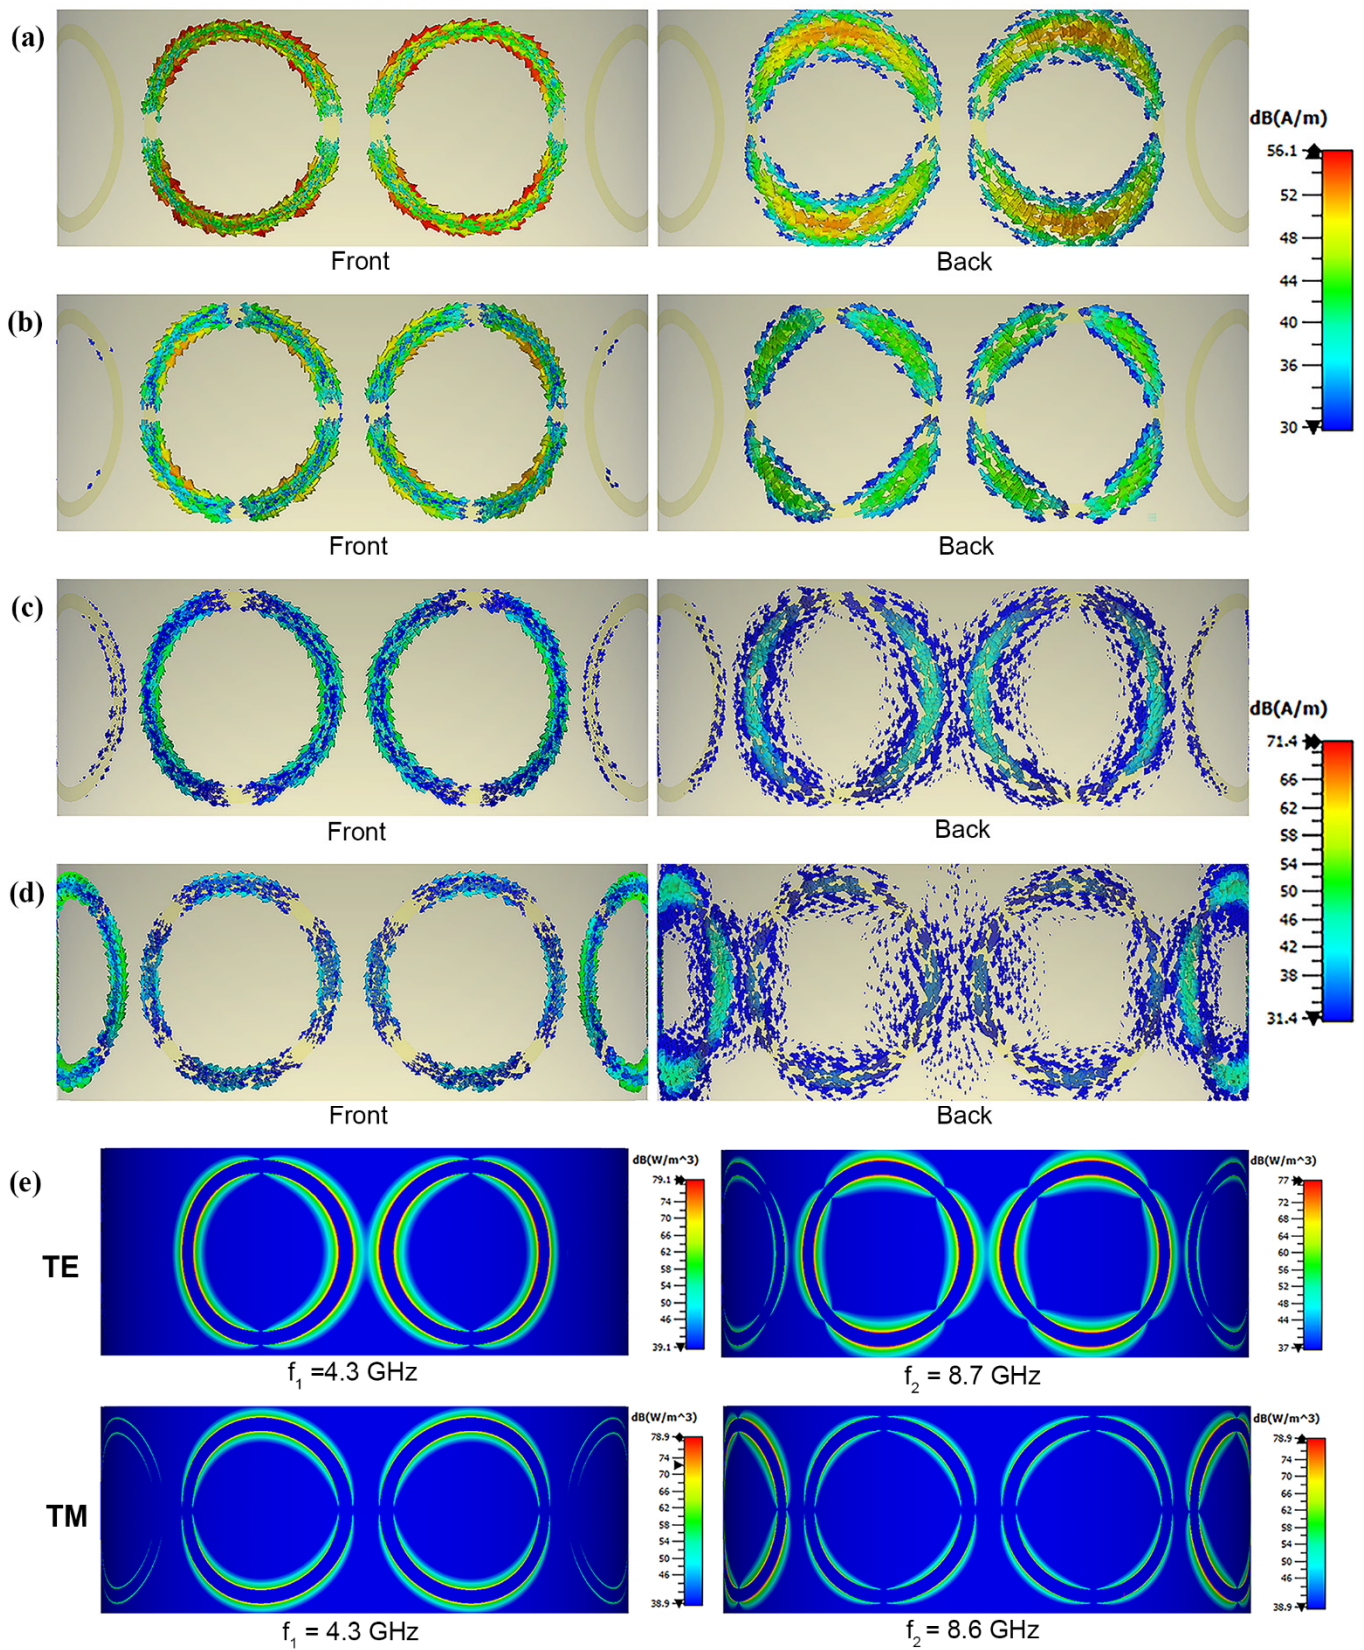 (a)
Front
Back
dB(A/m)
56.1
52
48
44
40
36
30
(b)
Front
Back
(c)
Front
Back
dB(A/m)
71.4
66
62
58
54
50
46
42
38
31.4
(d)
Front
Back
(e)
TE
dB(W/m^3)
79.1
74
70
66
62
58
54
50
46
39.1
f1 =4.3 GHz
dB(W/m^3)
77
72
68
64
60
56
52
48
44
37
f2 = 8.7 GHz
TM
dB(W/m^3)
78.9
74
70
66
62
58
54
50
46
38.9
f1 = 4.3 GHz
dB(W/m^3)
78.9
74
70
66
62
58
54
50
46
38.9
f2 = 8.6 GHz